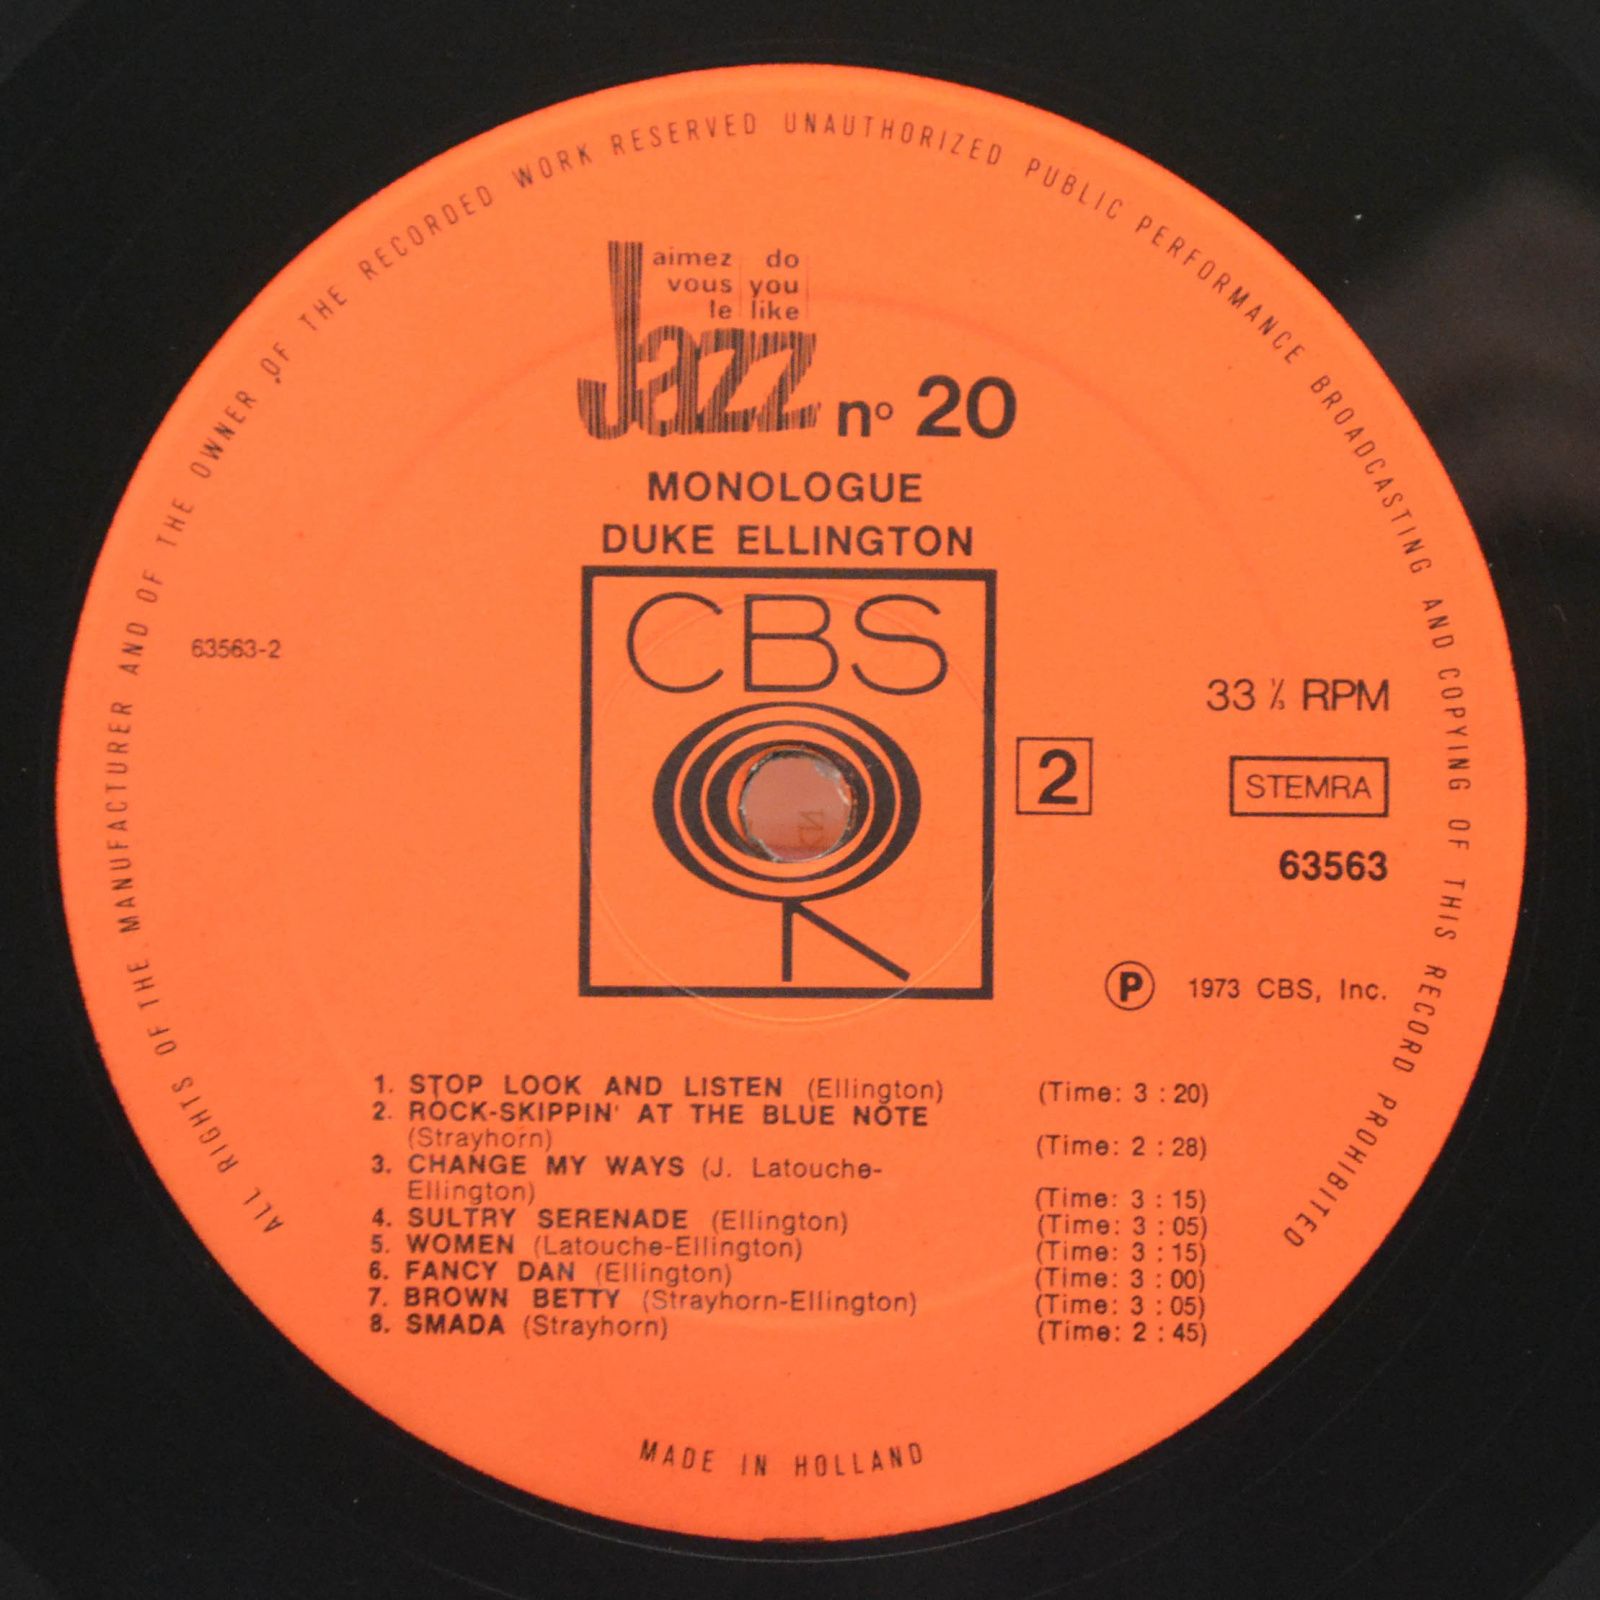 ALL RIGHTS OF THE MANUFACTURER AND OF THE OWNER OF THE RECORDED WORK RESERVED UNAUTHORIZED PUBLIC PERFORMANCE BROADCASTING AND COPYING OF THIS RECORD PROHIBITED
aimez do
vous you
le like
Jazz nº 20
MONOLOGUE
DUKE ELLINGTON
CBS
63563-2
33 ⅓ RPM
2
STEMRA
63563
Ⓟ 1973 CBS, Inc.
1. STOP LOOK AND LISTEN (Ellington) (Time: 3 : 20)
2. ROCK-SKIPPIN' AT THE BLUE NOTE
(Strayhorn) (Time: 2 : 28)
3. CHANGE MY WAYS (J. Latouche-
Ellington) (Time: 3 : 15)
4. SULTRY SERENADE (Ellington) (Time: 3 : 05)
5. WOMEN (Latouche-Ellington) (Time: 3 : 15)
6. FANCY DAN (Ellington) (Time: 3 : 00)
7. BROWN BETTY (Strayhorn-Ellington) (Time: 3 : 05)
8. SMADA (Strayhorn) (Time: 2 : 45)
MADE IN HOLLAND